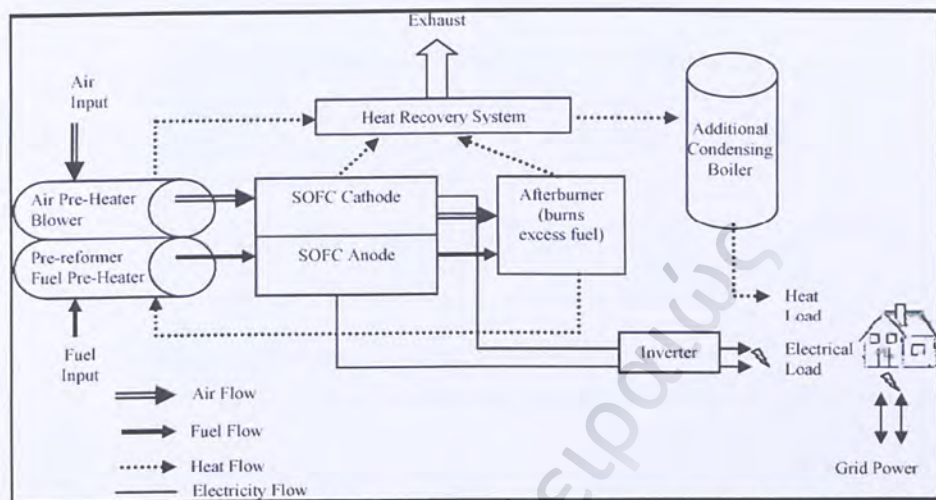 Exhaust
Air
Input
Heat Recovery System
Additional
Condensing
Boiler
Air Pre-Heater
Blower
SOFC Cathode
Afterburner
(burns
excess fuel)
Pre-reformer
Fuel Pre-Heater
SOFC Anode
Heat
Load
Fuel
Input
Inverter
Electrical
Load
Air Flow
Fuel Flow
Heat Flow
Electricity Flow
Grid Power
ειραιώς